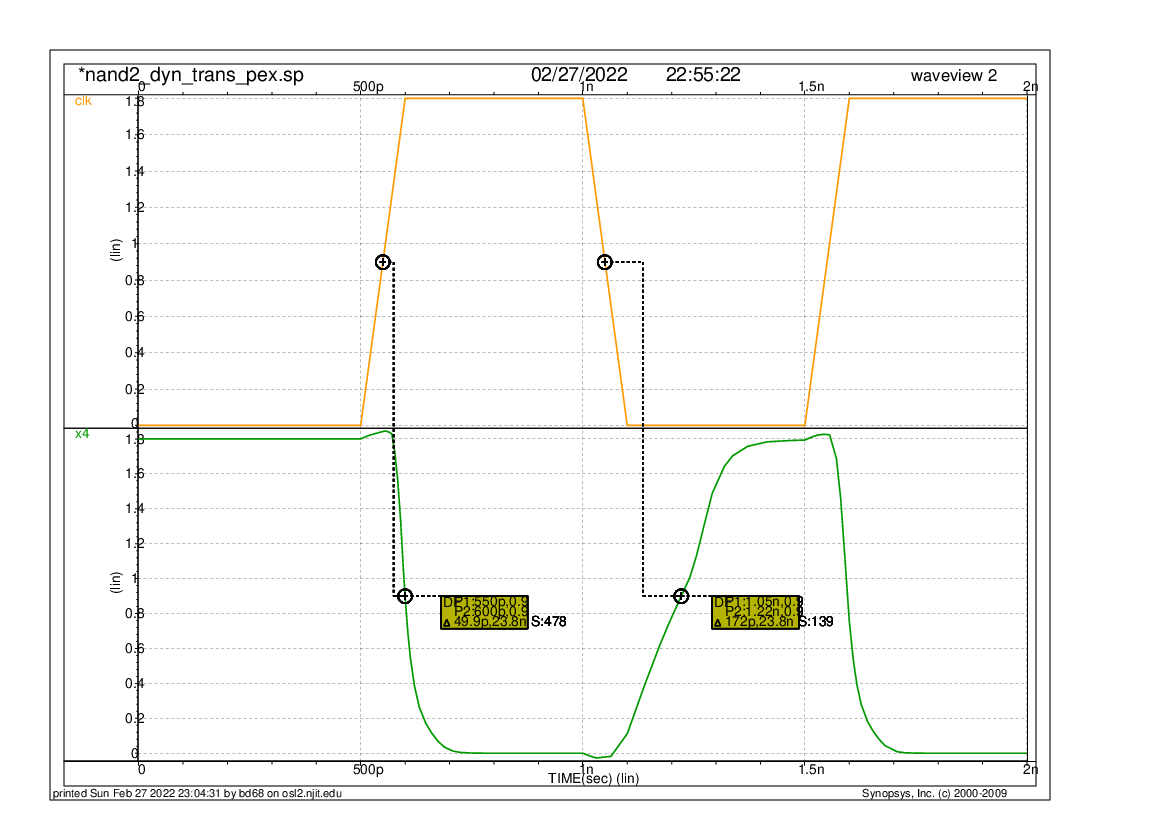 *nand2_dyn_trans_pex.sp 02/27/2022 22:55:22 waveview 2
0 500p 1n 1.5n 2n
clk
1.8
1.6
1.4
1.2
1
(lin)
0.8
0.6
0.4
0.2
0
x4
1.8
1.6
1.4
1.2
1
(lin)
0.8
0.6
0.4
0.2
0
DP1:550p,0.9
P2:600p,0.9
Δ 49.9p,23.8n S:478
DP1:1.05n,0.9
P2:1.22n,0.9
Δ 172p,23.8n S:139
0 500p 1n 1.5n 2n
TIME(sec) (lin)
printed Sun Feb 27 2022 23:04:31 by bd68 on osl2.njit.edu Synopsys, Inc. (c) 2000-2009